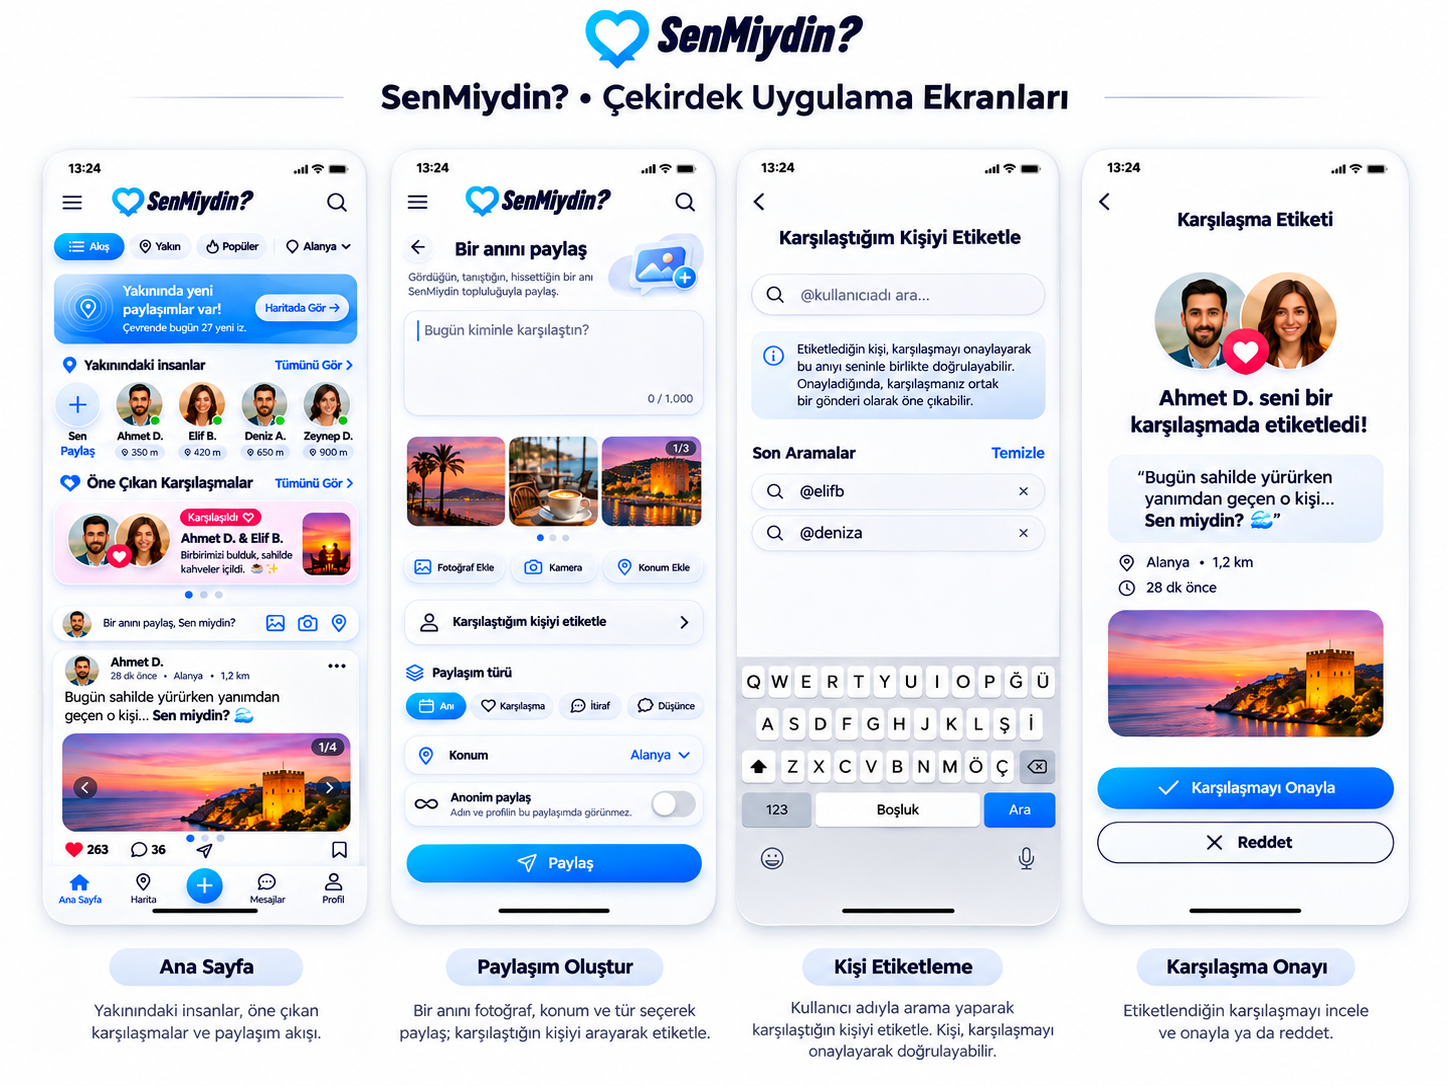 SenMiydin?
SenMiydin? • Çekirdek Uygulama Ekranları
13:24
SenMiydin?
Akış
Yakın
Popüler
Alanya
Yakınında yeni
paylaşımlar var!
Çevrende bugün 27 yeni iz.
Haritada Gör →
Yakınındaki insanlar
Tümünü Gör >
Sen
Paylaş
Ahmet D.
350 m
Elif B.
420 m
Deniz A.
650 m
Zeynep D.
900 m
Öne Çıkan Karşılaşmalar
Tümünü Gör >
Karşılaşıldı
Ahmet D. & Elif B.
Birbirimizi bulduk, sahilde
kahveler içildi. ☕✨
Bir anını paylaş, Sen miydin?
Ahmet D.
28 dk önce • Alanya • 1,2 km
Bugün sahilde yürürken yanımdan
geçen o kişi... Sen miydin? 🌊
1/4
263
36
Ana Sayfa
Harita
Mesajlar
Profil
Ana Sayfa
Yakınındaki insanlar, öne çıkan
karşılaşmalar ve paylaşım akışı.
13:24
SenMiydin?
Bir anını paylaş
Gördüğün, tanıştığın, hissettiğin bir anı
SenMiydin topluluğuyla paylaş.
Bugün kiminle karşılaştın?
0 / 1,000
1/3
Fotoğraf Ekle
Kamera
Konum Ekle
Karşılaştığım kişiyi etiketle
Paylaşım türü
Anı
Karşılaşma
İtiraf
Düşünce
Konum
Alanya
Anonim paylaş
Adın ve profilin bu paylaşımda görünmez.
Paylaş
Paylaşım Oluştur
Bir anını fotoğraf, konum ve tür seçerek
paylaş; karşılaştığın kişiyi arayarak etiketle.
13:24
Karşılaştığım Kişiyi Etiketle
@kullanıcıadı ara...
Etiketlediğin kişi, karşılaşmayı onaylayarak
bu anıyı seninle birlikte doğrulayabilir.
Onayladığında, karşılaşmanız ortak
bir gönderi olarak öne çıkabilir.
Son Aramalar
Temizle
@elifb
@deniza
Q W E R T Y U I O P Ğ Ü
A S D F G H J K L Ş İ
Z X C V B N M Ö Ç
123
Boşluk
Ara
Kişi Etiketleme
Kullanıcı adıyla arama yaparak
karşılaştığın kişiyi etiketle. Kişi, karşılaşmayı
onaylayarak doğrulayabilir.
13:24
Karşılaşma Etiketi
Ahmet D. seni bir
karşılaşmada etiketledi!
“Bugün sahilde yürürken
yanımdan geçen o kişi...
Sen miydin? 🌊”
Alanya • 1,2 km
28 dk önce
Karşılaşmayı Onayla
Reddet
Karşılaşma Onayı
Etiketlendiğin karşılaşmayı incele
ve onayla ya da reddet.